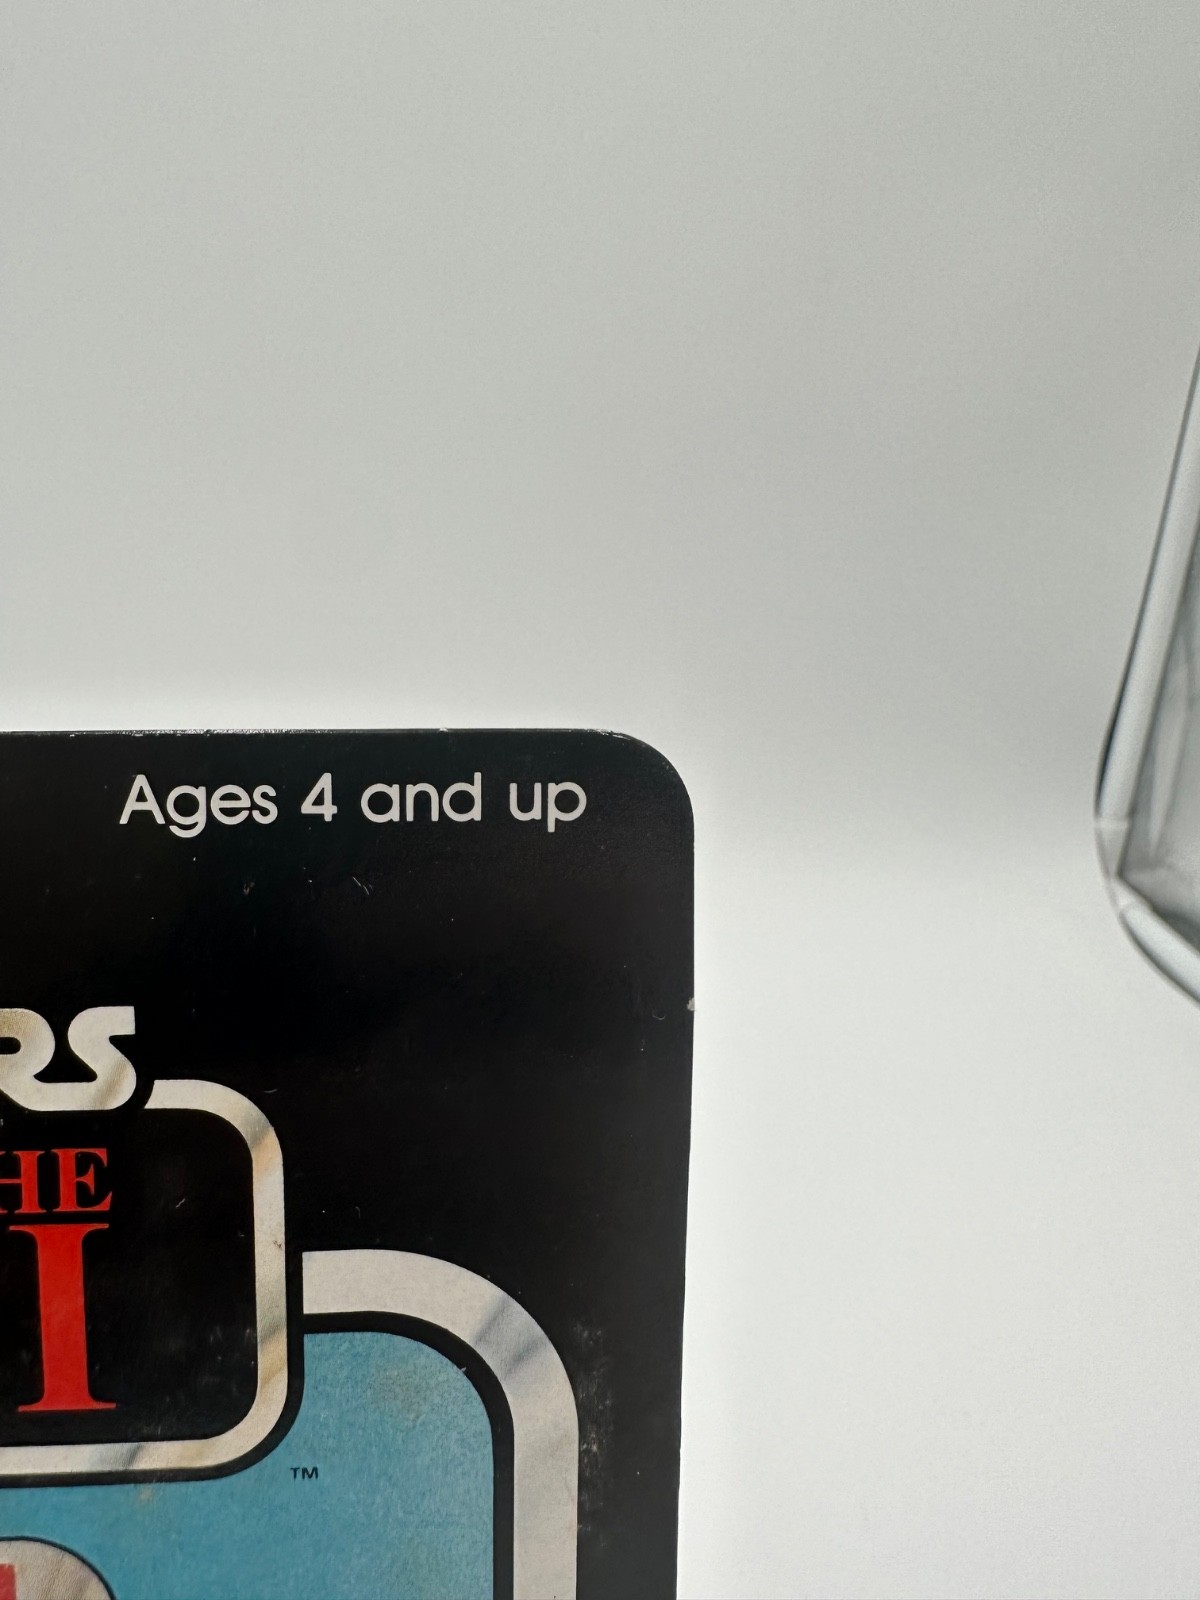 Ages 4 and up
RS
HE
I
TM